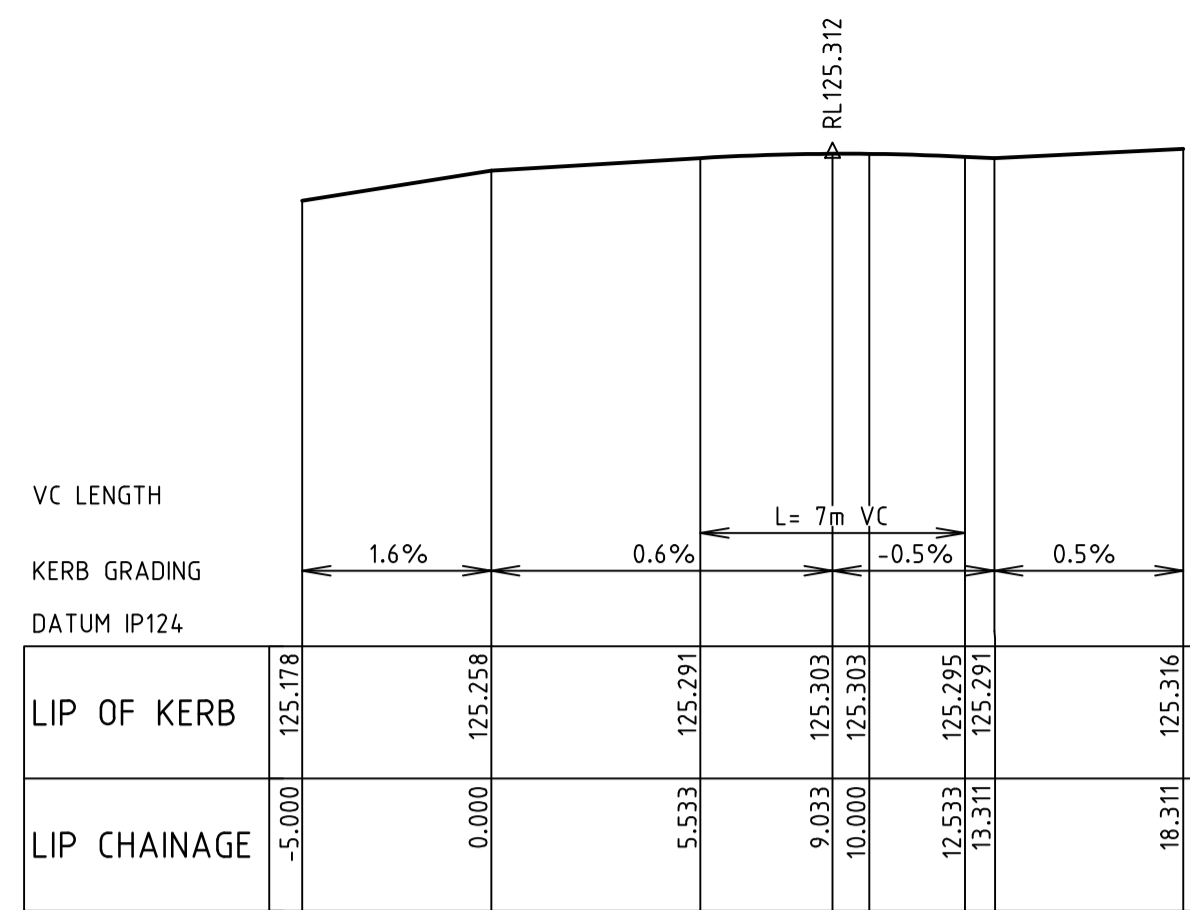 RL125.312
VC LENGTH
L= 7m VC
KERB GRADING
1.6%
0.6%
-0.5%
0.5%
DATUM IP124
LIP OF KERB
125.178
125.258
125.291
125.303
125.303
125.295
125.291
125.316
LIP CHAINAGE
-5.000
0.000
5.533
9.033
10.000
12.533
13.311
18.311